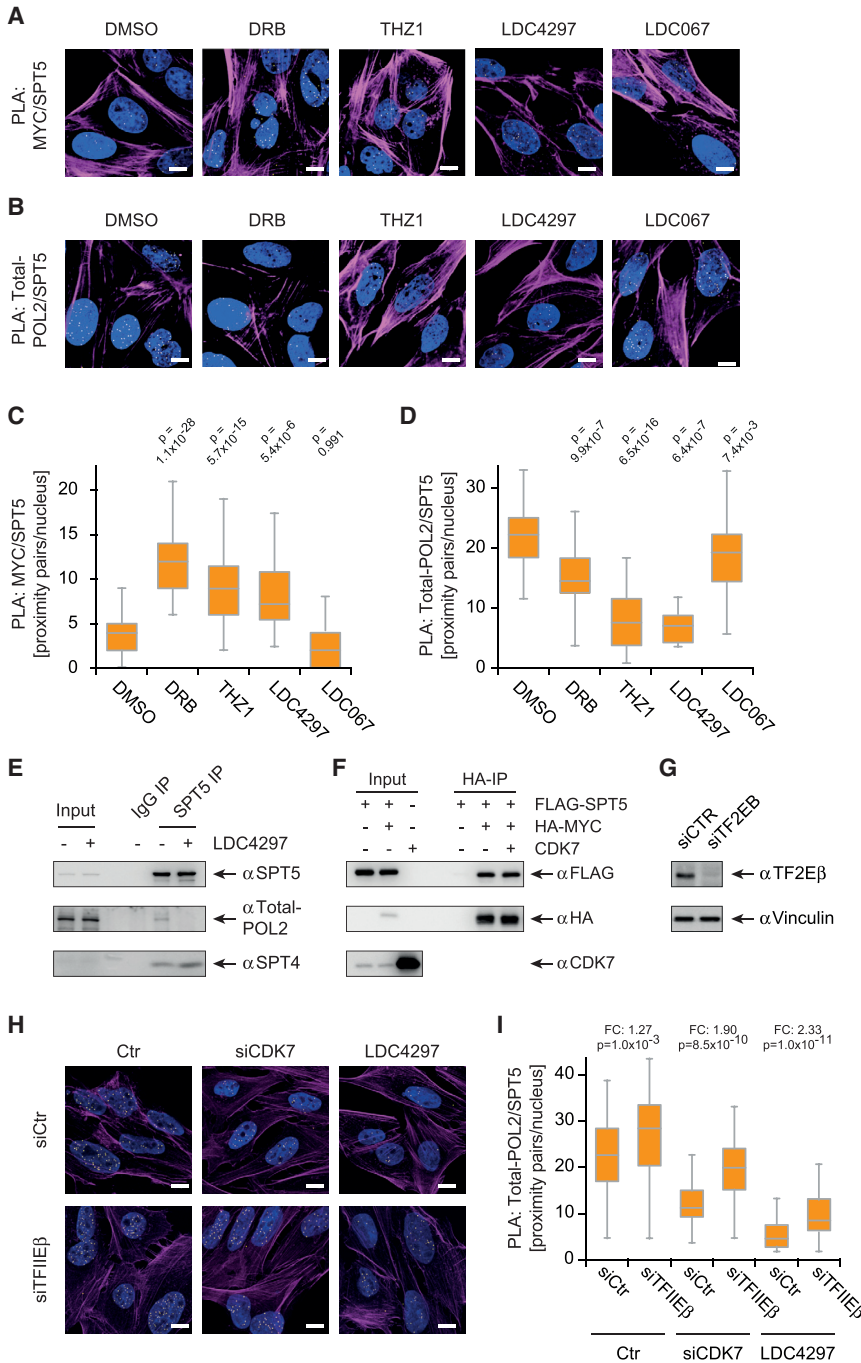 A
DMSO
DRB
THZ1
LDC4297
LDC067
PLA:
MYC/SPT5
B
DMSO
DRB
THZ1
LDC4297
LDC067
PLA: Total-
POL2/SPT5
C
p =
1.1x10⁻²⁸
p =
5.7x10⁻¹⁵
p =
5.4x10⁻⁶
p =
0.991
PLA: MYC/SPT5
[proximity pairs/nucleus]
20
15
10
5
0
DMSO
DRB
THZ1
LDC4297
LDC067
D
p =
9.9x10⁻⁷
p =
6.5x10⁻¹⁶
p =
6.4x10⁻⁷
p =
7.4x10⁻³
PLA: Total-POL2/SPT5
[proximity pairs/nucleus]
30
20
10
0
DMSO
DRB
THZ1
LDC4297
LDC067
E
Input
IgG IP
SPT5 IP
- + - - + LDC4297
αSPT5
αTotal-
POL2
αSPT4
F
Input
HA-IP
+ + - + + + FLAG-SPT5
- + - - + + HA-MYC
- - + - - + CDK7
αFLAG
αHA
αCDK7
G
siCTR
siTF2EB
αTF2Eβ
αVinculin
H
Ctr
siCDK7
LDC4297
siCtr
siTFIIEβ
I
FC: 1.27
p=1.0x10⁻³
FC: 1.90
p=8.5x10⁻¹⁰
FC: 2.33
p=1.0x10⁻¹¹
PLA: Total-POL2/SPT5
[proximity pairs/nucleus]
40
30
20
10
0
siCtr
siTFIIEβ
siCtr
siTFIIEβ
siCtr
siTFIIEβ
Ctr
siCDK7
LDC4297